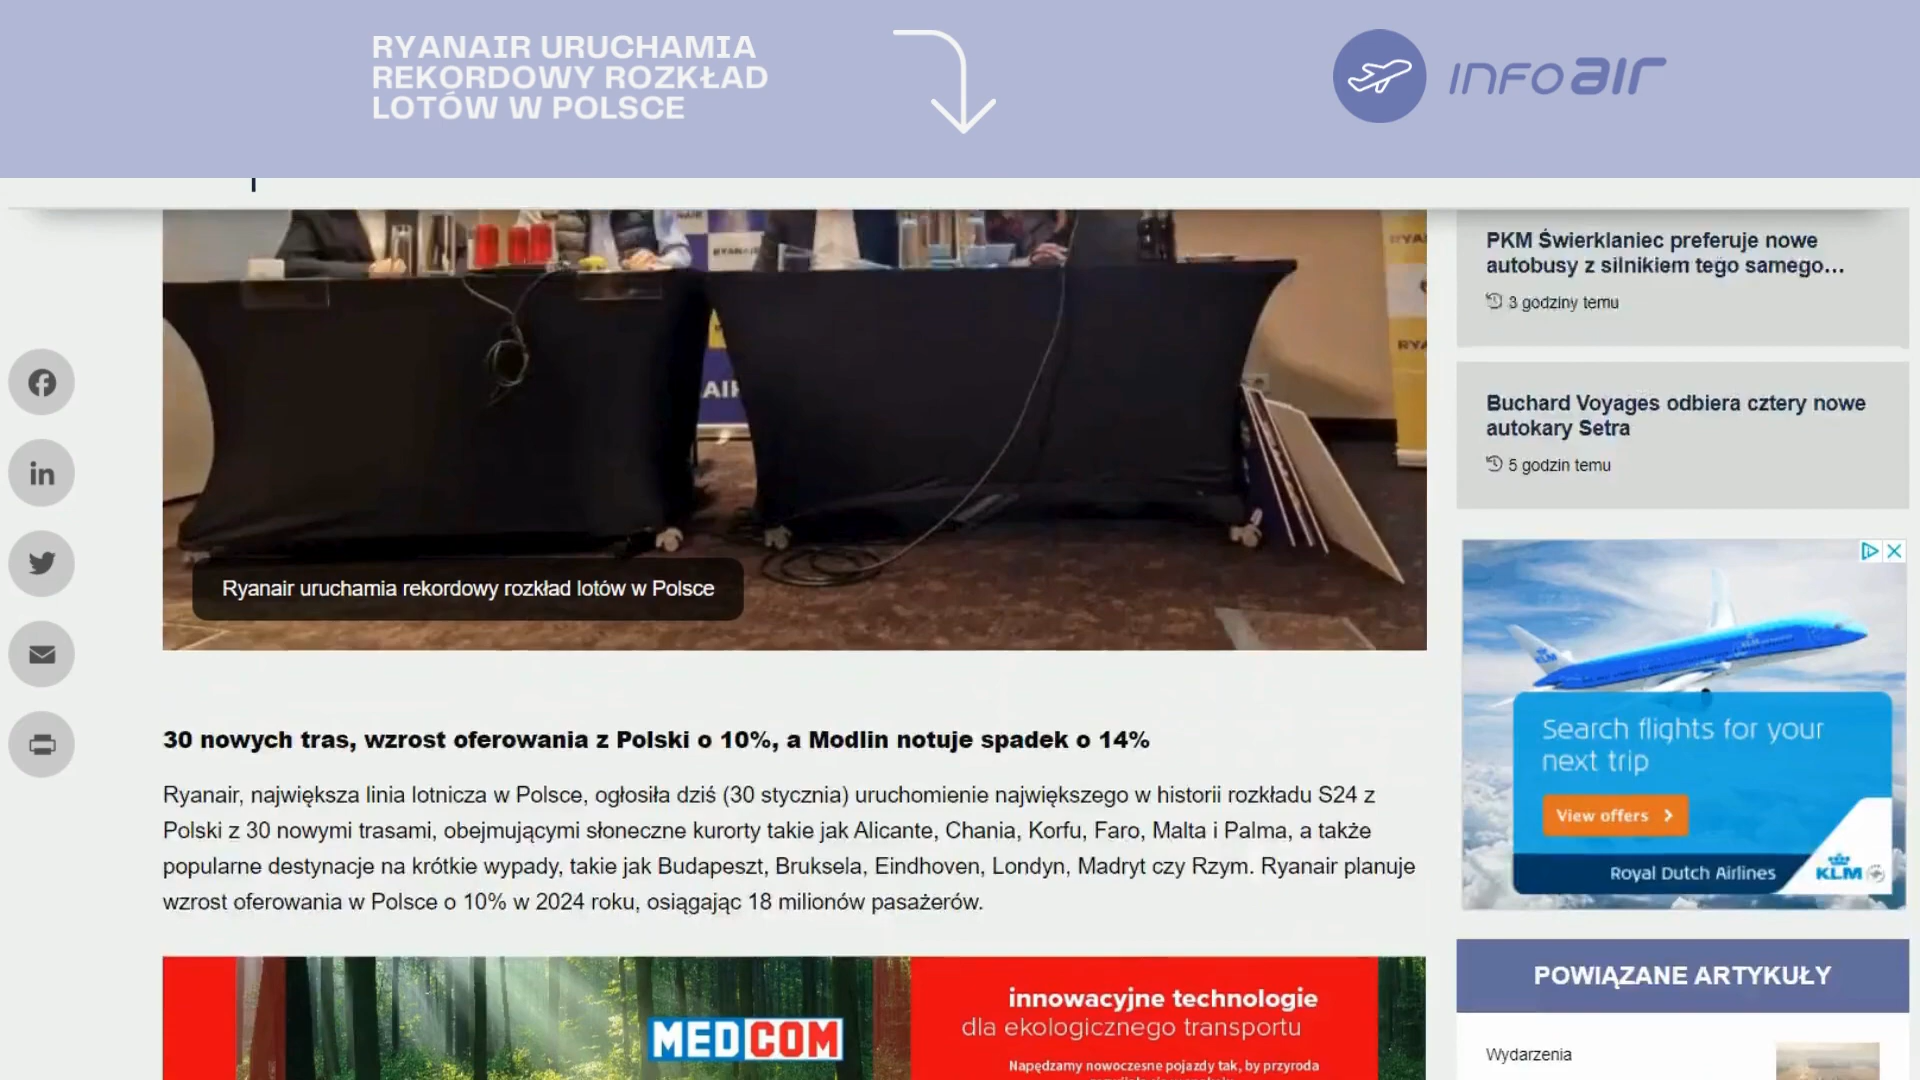 RYANAIR URUCHAMIA
REKORDOWY ROZKŁAD
LOTÓW W POLSCE
INFOAIR
PKM Świerklaniec preferuje nowe
autobusy z silnikiem tego samego...
3 godziny temu
Buchard Voyages odbiera cztery nowe
autokary Setra
5 godzin temu
RYANAIR
AIR
Ryanair uruchamia rekordowy rozkład lotów w Polsce
KLM
Search flights for your
next trip
View offers
Royal Dutch Airlines
KLM
30 nowych tras, wzrost oferowania z Polski o 10%, a Modlin notuje spadek o 14%
Ryanair, największa linia lotnicza w Polsce, ogłosiła dziś (30 stycznia) uruchomienie największego w historii rozkładu S24 z
Polski z 30 nowymi trasami, obejmującymi słoneczne kurorty takie jak Alicante, Chania, Korfu, Faro, Malta i Palma, a także
popularne destynacje na krótkie wypady, takie jak Budapeszt, Bruksela, Eindhoven, Londyn, Madryt czy Rzym. Ryanair planuje
wzrost oferowania w Polsce o 10% w 2024 roku, osiągając 18 milionów pasażerów.
POWIĄZANE ARTYKUŁY
Wydarzenia
MEDCOM
innowacyjne technologie
dla ekologicznego transportu
Napędzamy nowoczesne pojazdy tak, by przyroda